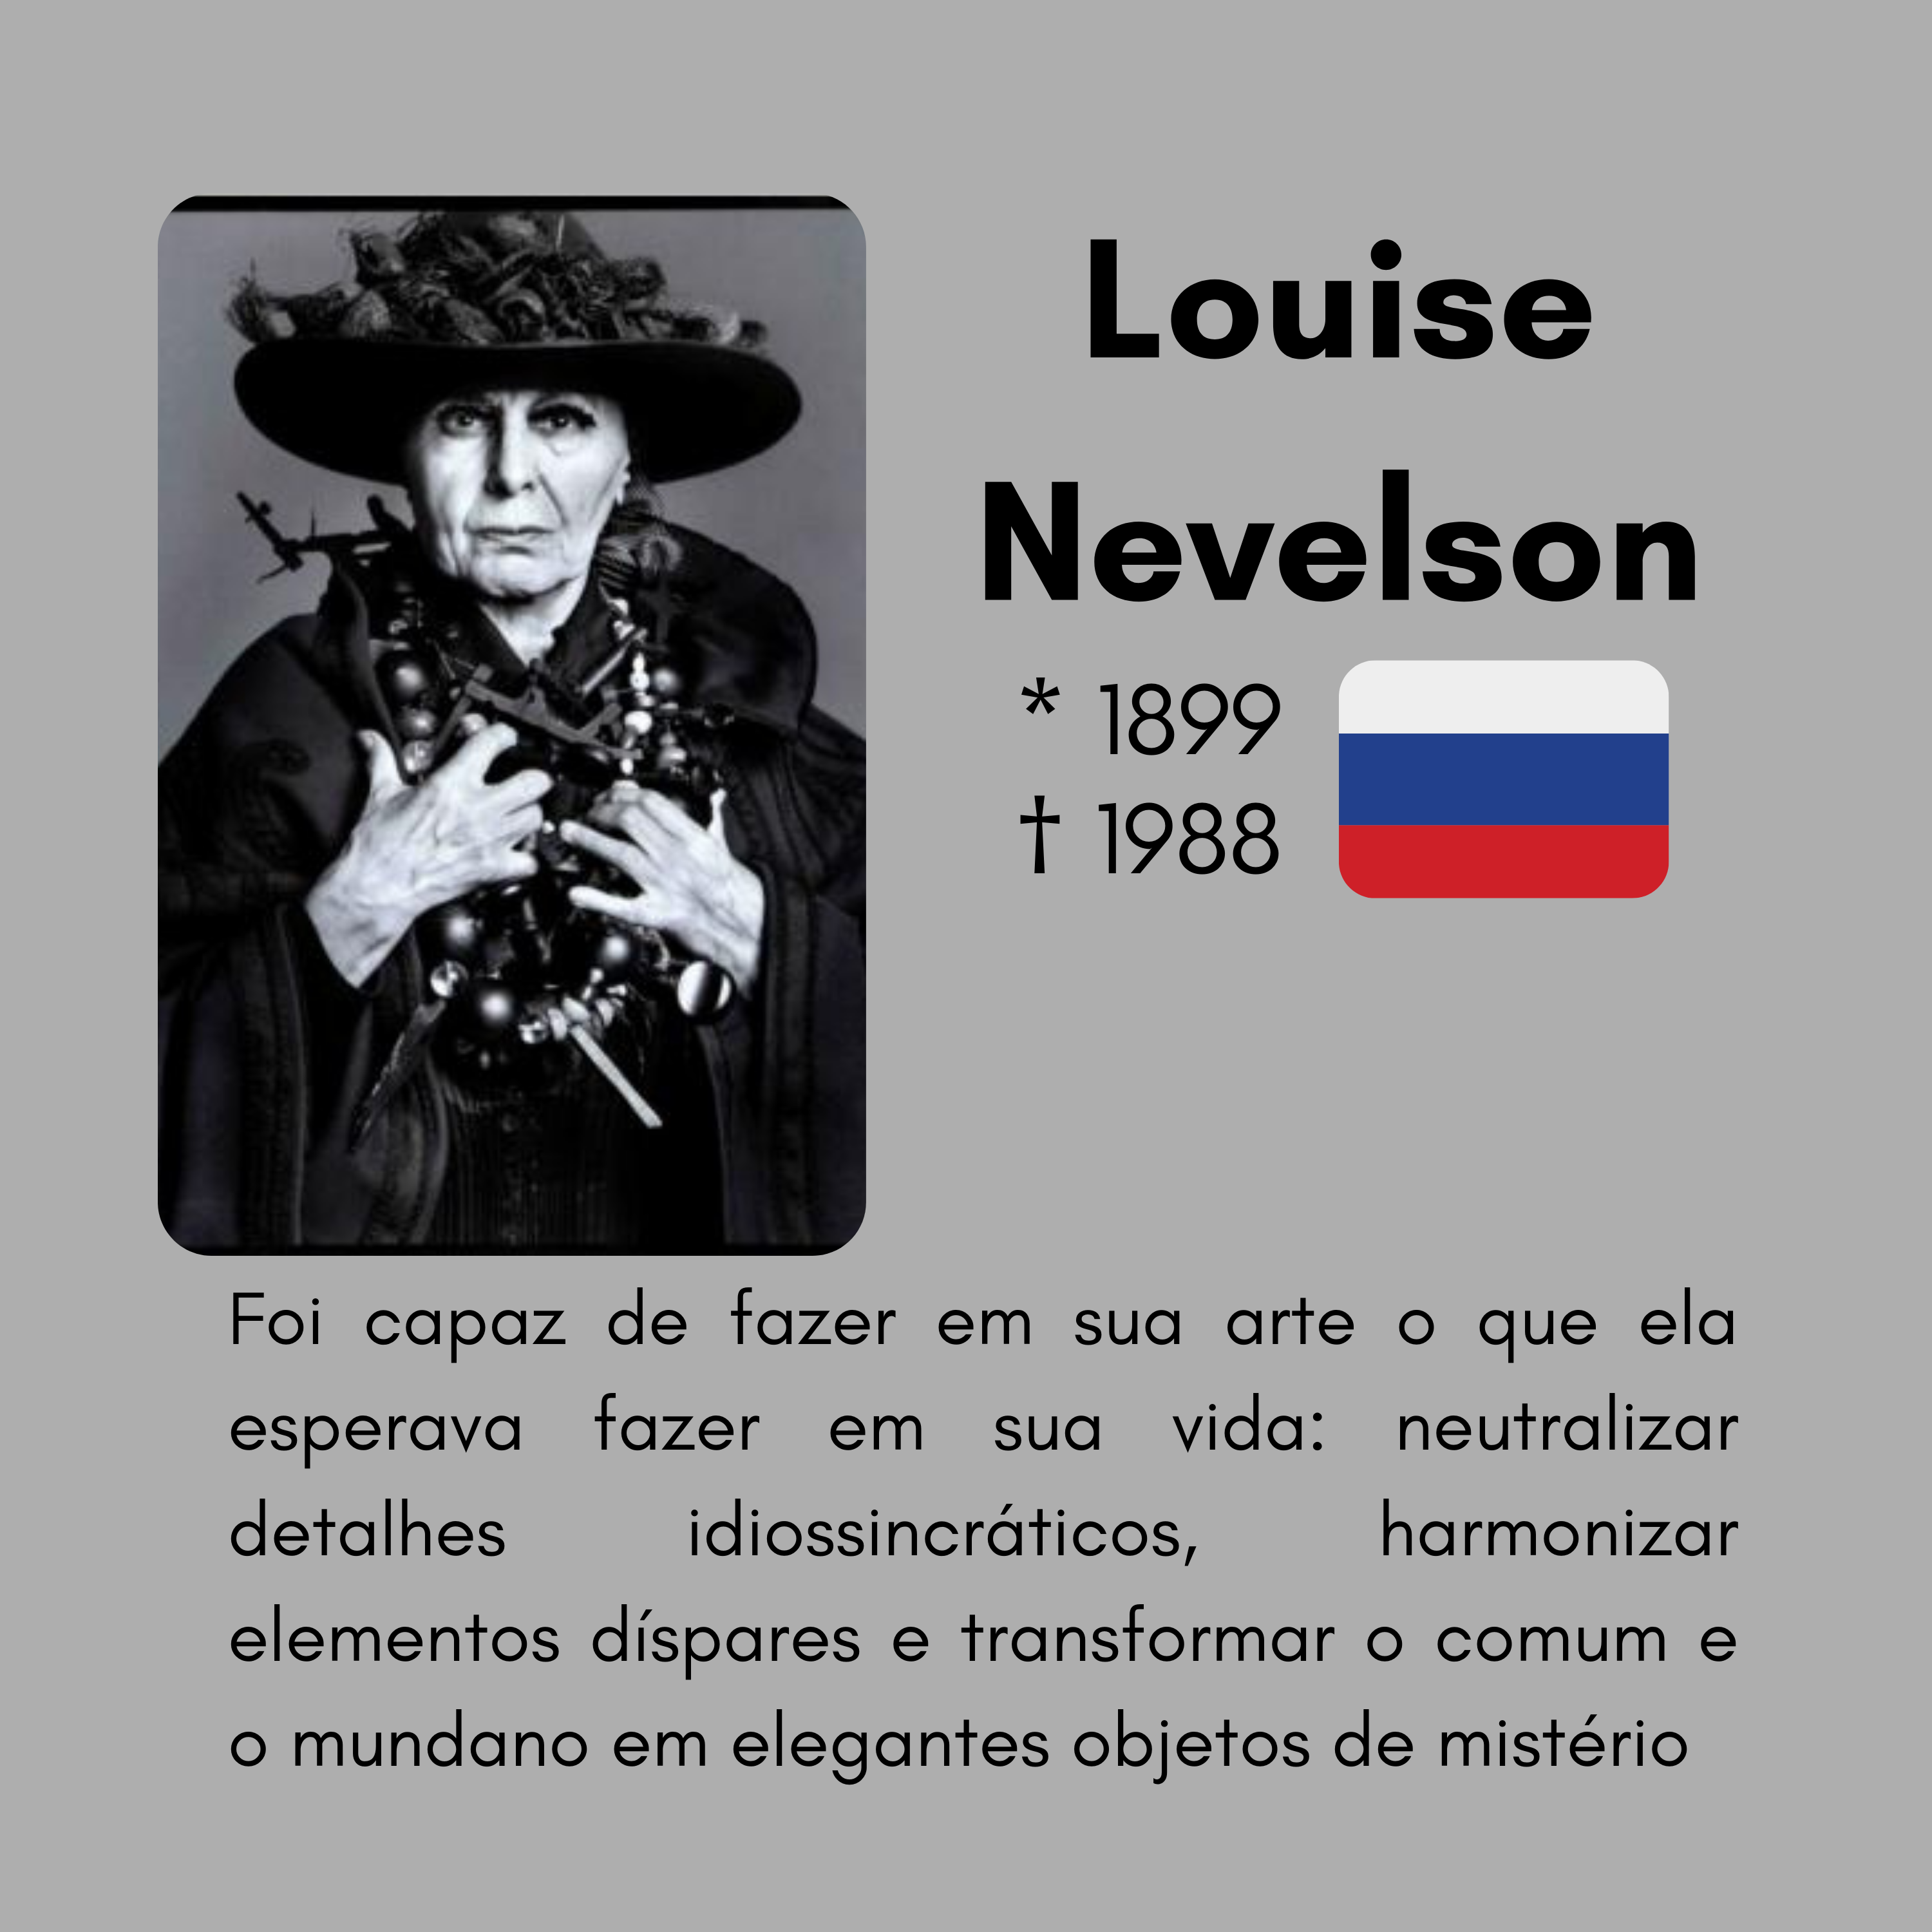 Louise
Nevelson
* 1899
† 1988
Foi capaz de fazer em sua arte o que ela
esperava fazer em sua vida: neutralizar
detalhes idiossincráticos, harmonizar
elementos díspares e transformar o comum e
o mundano em elegantes objetos de mistério